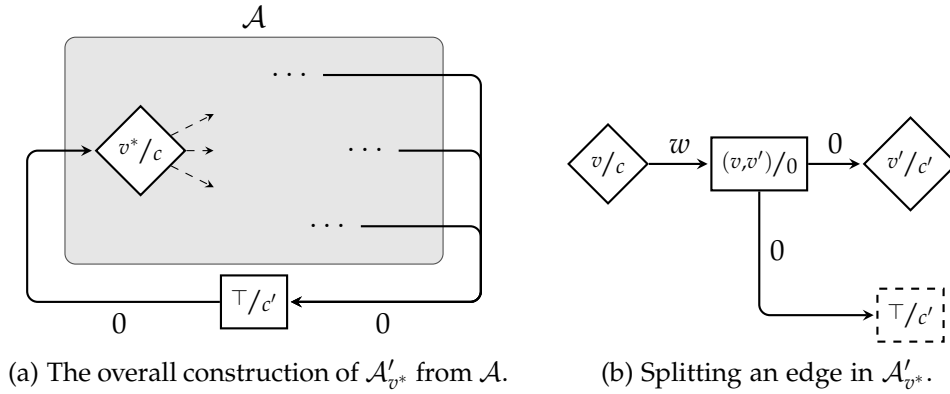 𝒜
· · ·
v*/c
· · ·
· · ·
⊤/c′
0
0
(a) The overall construction of 𝒜′ᵥ* from 𝒜.
v/c
w
(v,v′)/0
0
v′/c′
0
⊤/c′
(b) Splitting an edge in 𝒜′ᵥ*.